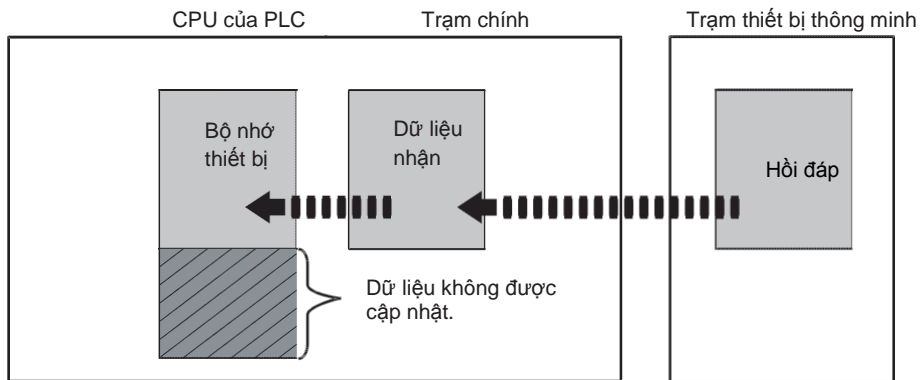 CPU của PLC
Trạm chính
Trạm thiết bị thông minh
Bộ nhớ
thiết bị
Dữ liệu
nhận
Hồi đáp
Dữ liệu không được
cập nhật.